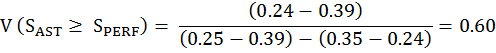 V (S_AST ≥ S_PERF) = (0.24 − 0.39) / ((0.25 − 0.39) − (0.35 − 0.24)) = 0.60